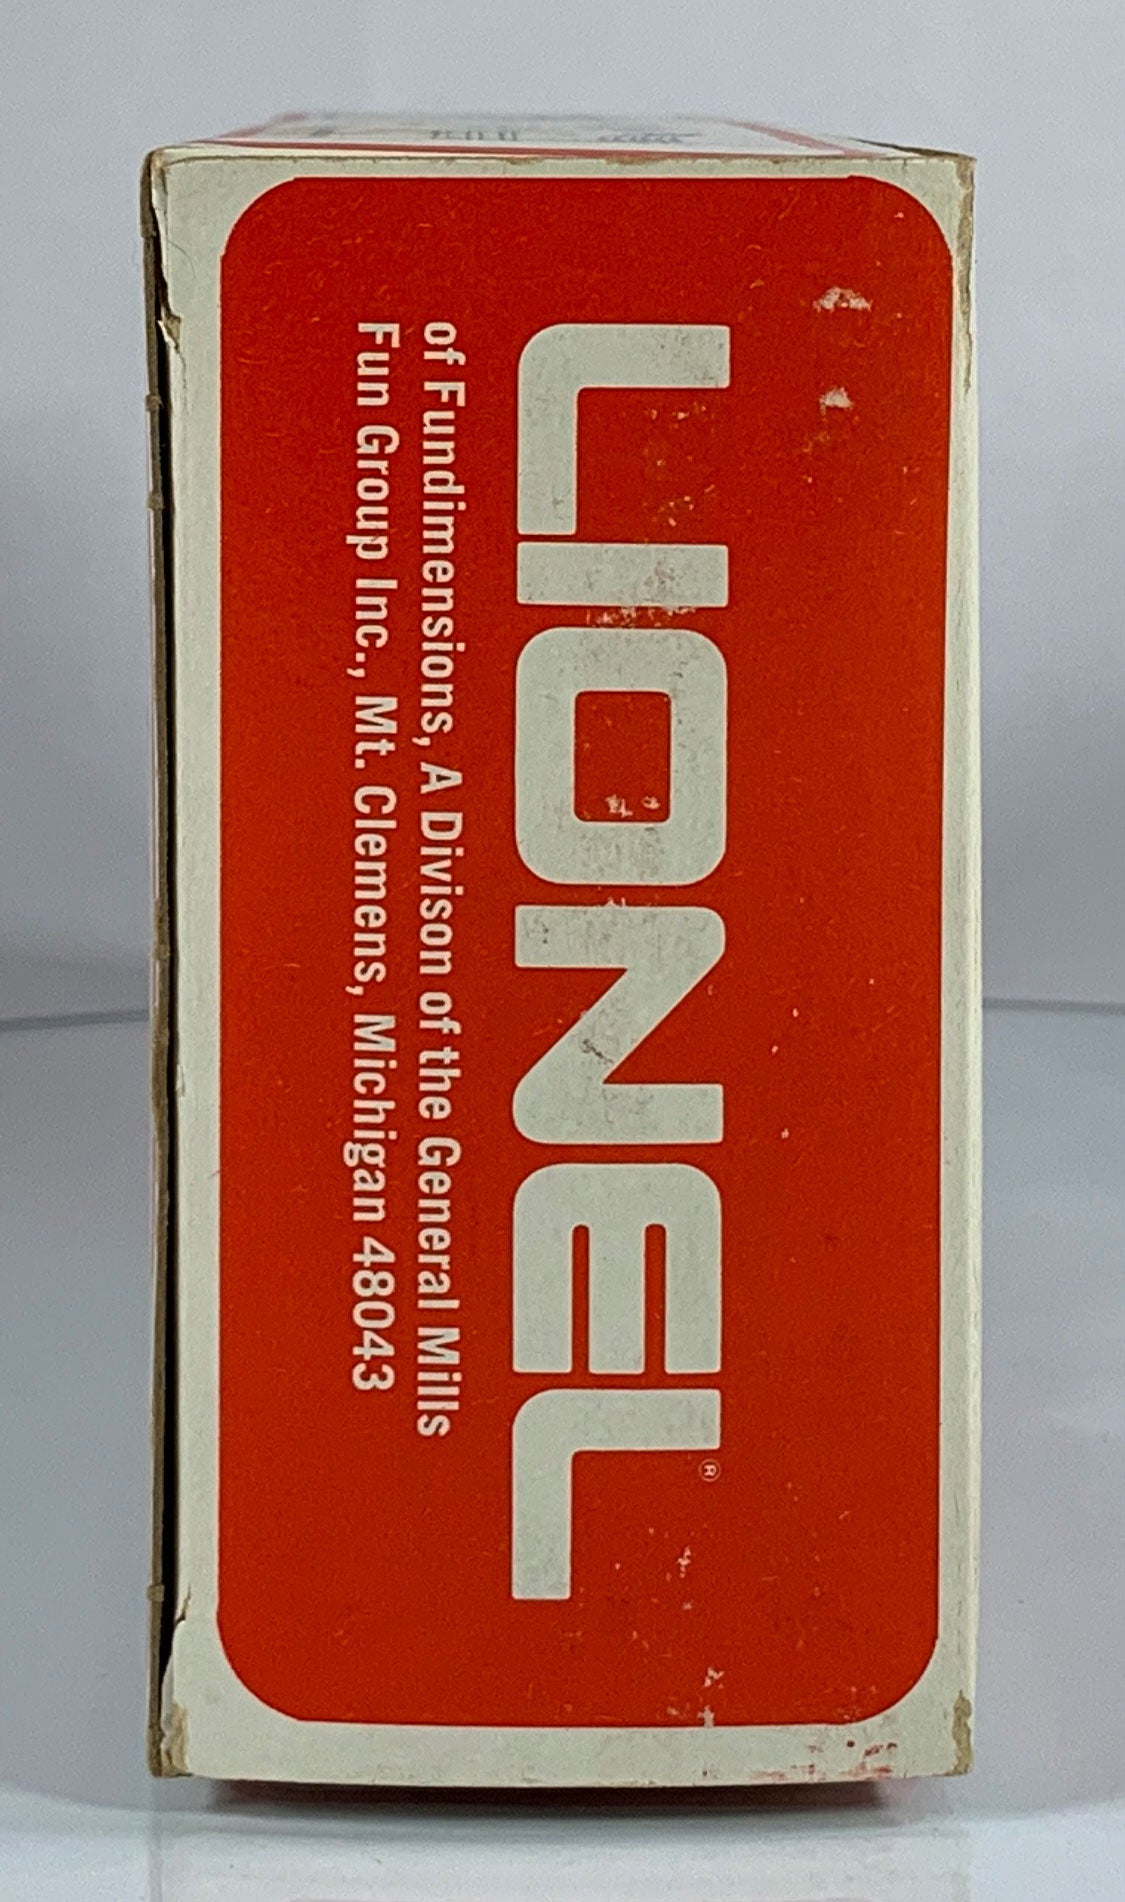 LIONEL®
of Fundimensions, A Divison of the General Mills
Fun Group Inc., Mt. Clemens, Michigan 48043